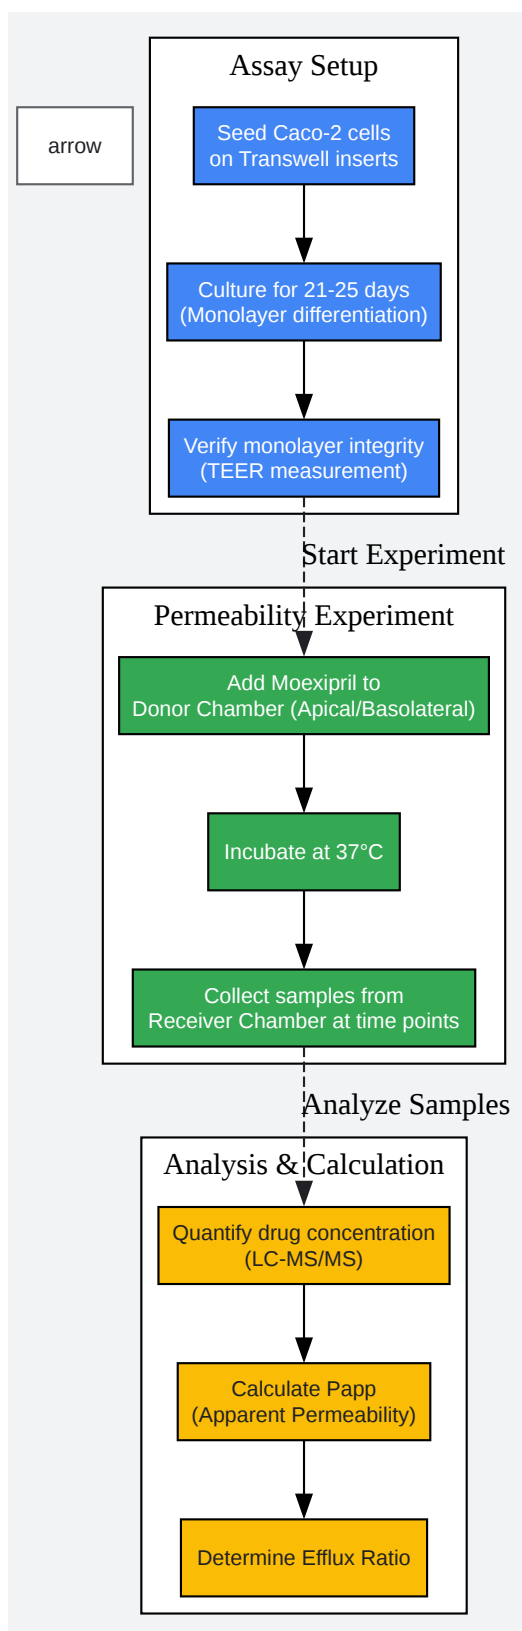 Assay Setup
arrow
Seed Caco-2 cells
on Transwell inserts
Culture for 21-25 days
(Monolayer differentiation)
Verify monolayer integrity
(TEER measurement)
Start Experiment
Permeability Experiment
Add Moexipril to
Donor Chamber (Apical/Basolateral)
Incubate at 37°C
Collect samples from
Receiver Chamber at time points
Analyze Samples
Analysis & Calculation
Quantify drug concentration
(LC-MS/MS)
Calculate Papp
(Apparent Permeability)
Determine Efflux Ratio